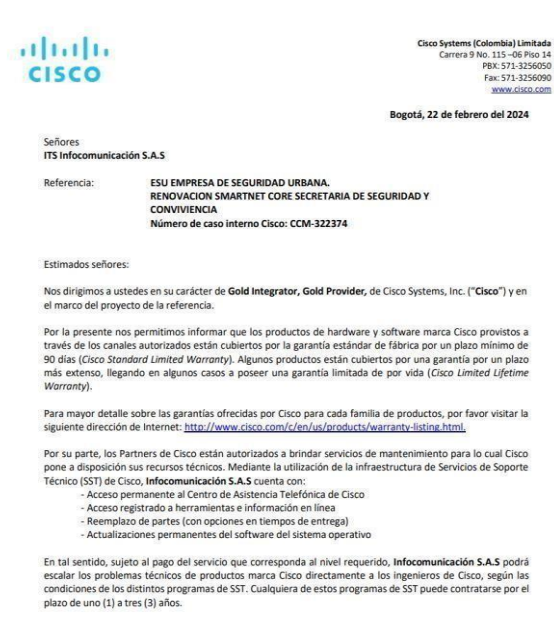 CISCO
Cisco Systems (Colombia) Limitada
Carrera 9 No. 115 –06 Piso 14
PBX: 571-3256050
Fax: 571-3256090
www.cisco.com
Bogotá, 22 de febrero del 2024
Señores
ITS Infocomunicación S.A.S
Referencia: ESU EMPRESA DE SEGURIDAD URBANA.
RENOVACION SMARTNET CORE SECRETARIA DE SEGURIDAD Y
CONVIVIENCIA
Número de caso interno Cisco: CCM-322374
Estimados señores:
Nos dirigimos a ustedes en su carácter de Gold Integrator, Gold Provider, de Cisco Systems, Inc. (“Cisco”) y en
el marco del proyecto de la referencia.
Por la presente nos permitimos informar que los productos de hardware y software marca Cisco provistos a
través de los canales autorizados están cubiertos por la garantía estándar de fábrica por un plazo mínimo de
90 días (Cisco Standard Limited Warranty). Algunos productos están cubiertos por una garantía por un plazo
más extenso, llegando en algunos casos a poseer una garantía limitada de por vida (Cisco Limited Lifetime
Warranty).
Para mayor detalle sobre las garantías ofrecidas por Cisco para cada familia de productos, por favor visitar la
siguiente dirección de Internet: http://www.cisco.com/c/en/us/products/warranty-listing.html.
Por su parte, los Partners de Cisco están autorizados a brindar servicios de mantenimiento para lo cual Cisco
pone a disposición sus recursos técnicos. Mediante la utilización de la infraestructura de Servicios de Soporte
Técnico (SST) de Cisco, Infocomunicación S.A.S cuenta con:
- Acceso permanente al Centro de Asistencia Telefónica de Cisco
- Acceso registrado a herramientas e información en línea
- Reemplazo de partes (con opciones en tiempos de entrega)
- Actualizaciones permanentes del software del sistema operativo
En tal sentido, sujeto al pago del servicio que corresponda al nivel requerido, Infocomunicación S.A.S podrá
escalar los problemas técnicos de productos marca Cisco directamente a los ingenieros de Cisco, según las
condiciones de los distintos programas de SST. Cualquiera de estos programas de SST puede contratarse por el
plazo de uno (1) a tres (3) años.